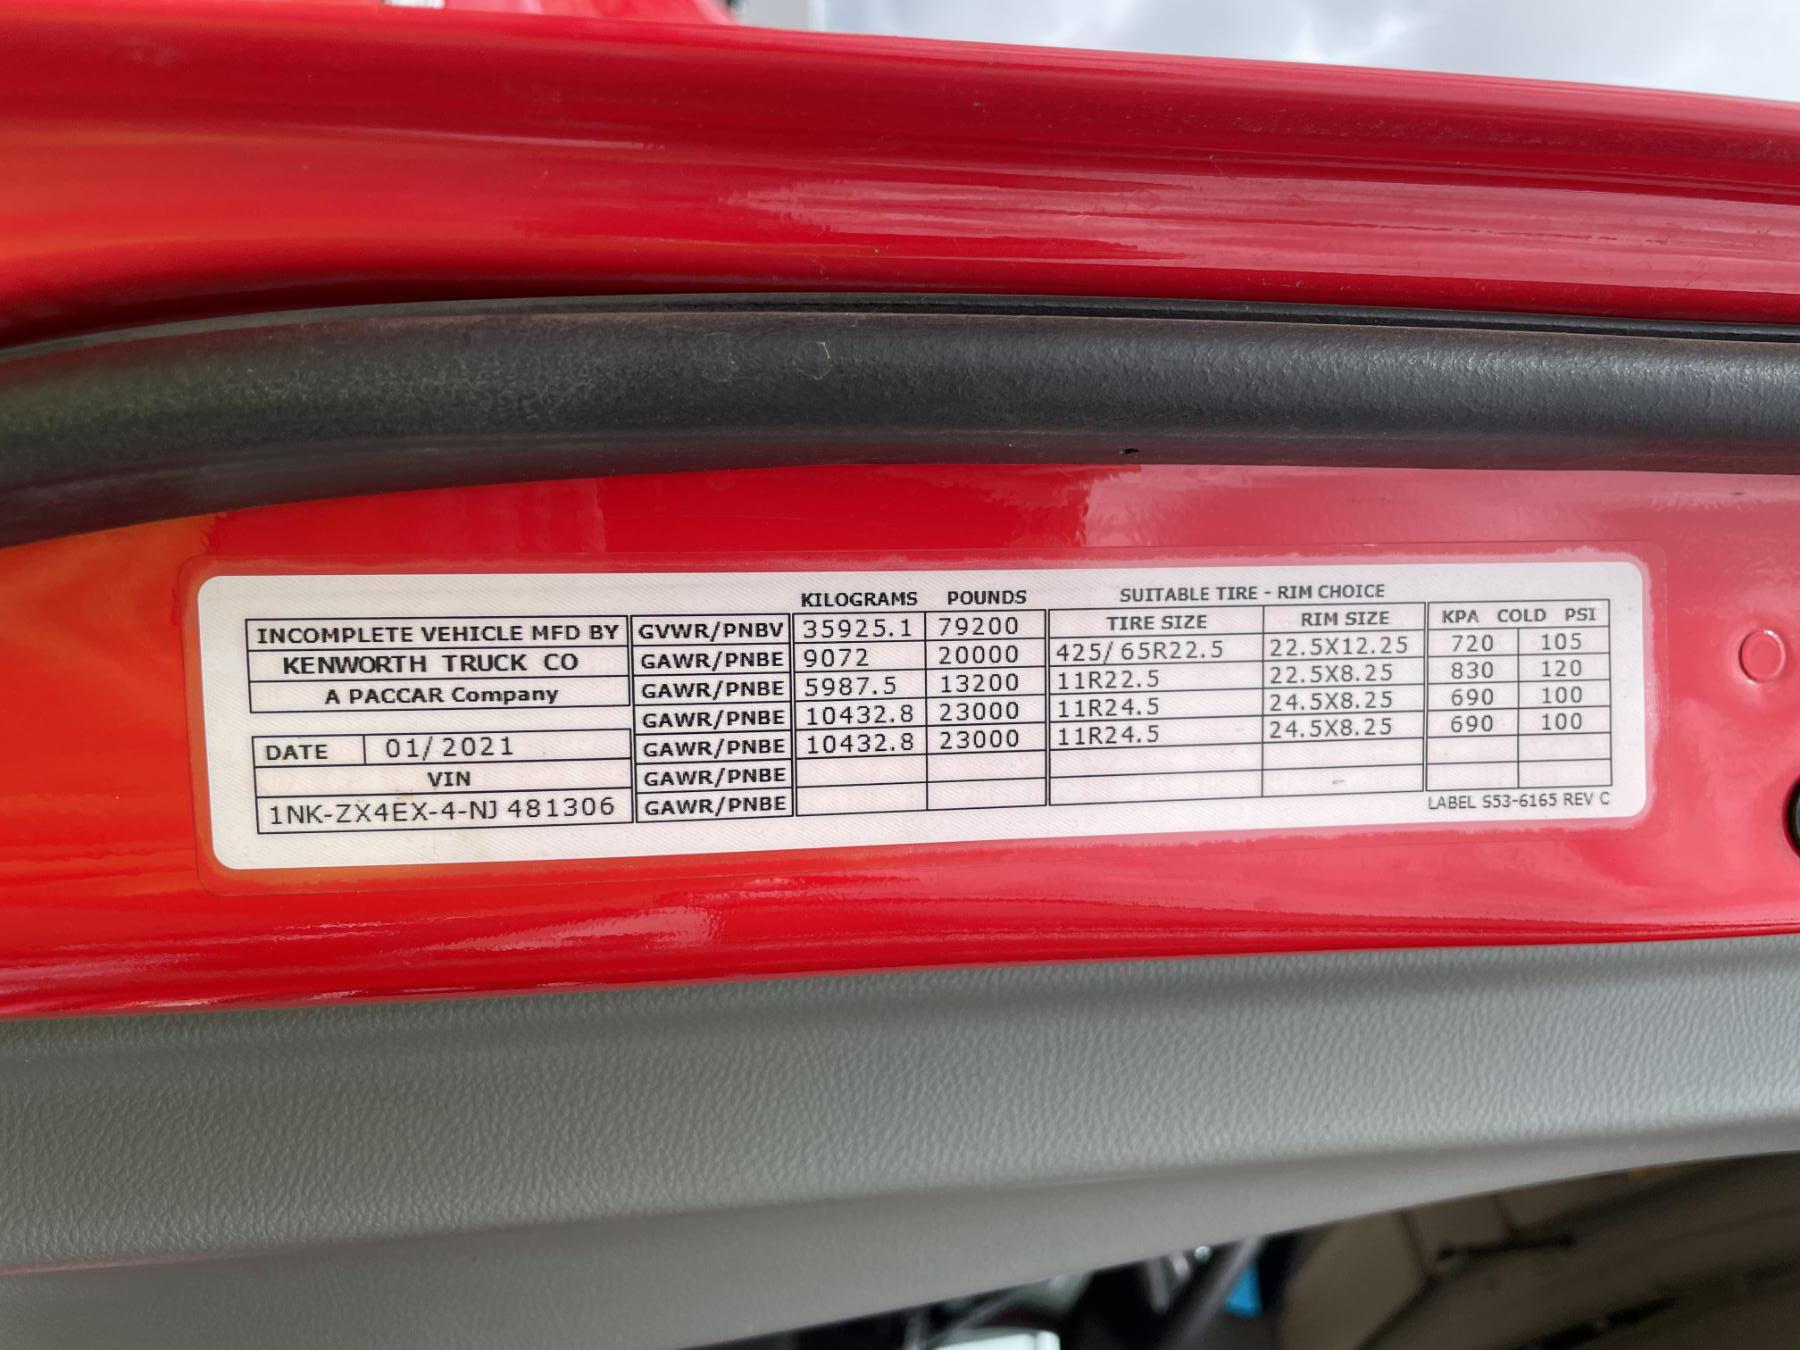 KILOGRAMS POUNDS SUITABLE TIRE - RIM CHOICE
INCOMPLETE VEHICLE MFD BY GVWR/PNBV 35925.1 79200 TIRE SIZE RIM SIZE KPA COLD PSI
KENWORTH TRUCK CO GAWR/PNBE 9072 20000 425/65R22.5 22.5X12.25 720 105
A PACCAR Company GAWR/PNBE 5987.5 13200 11R22.5 22.5X8.25 830 120
GAWR/PNBE 10432.8 23000 11R24.5 24.5X8.25 690 100
DATE 01/2021 GAWR/PNBE 10432.8 23000 11R24.5 24.5X8.25 690 100
VIN GAWR/PNBE
1NK-ZX4EX-4-NJ 481306 GAWR/PNBE
LABEL S53-6165 REV C